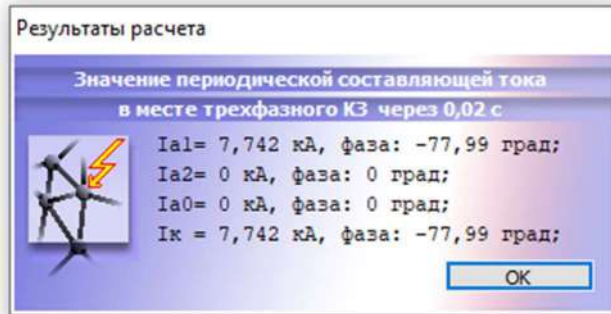 Результаты расчета
Значение периодической составляющей тока
в месте трехфазного КЗ через 0,02 с
Ia1= 7,742 кА, фаза: -77,99 град;
Ia2= 0 кА, фаза: 0 град;
Ia0= 0 кА, фаза: 0 град;
Iк = 7,742 кА, фаза: -77,99 град;
OK